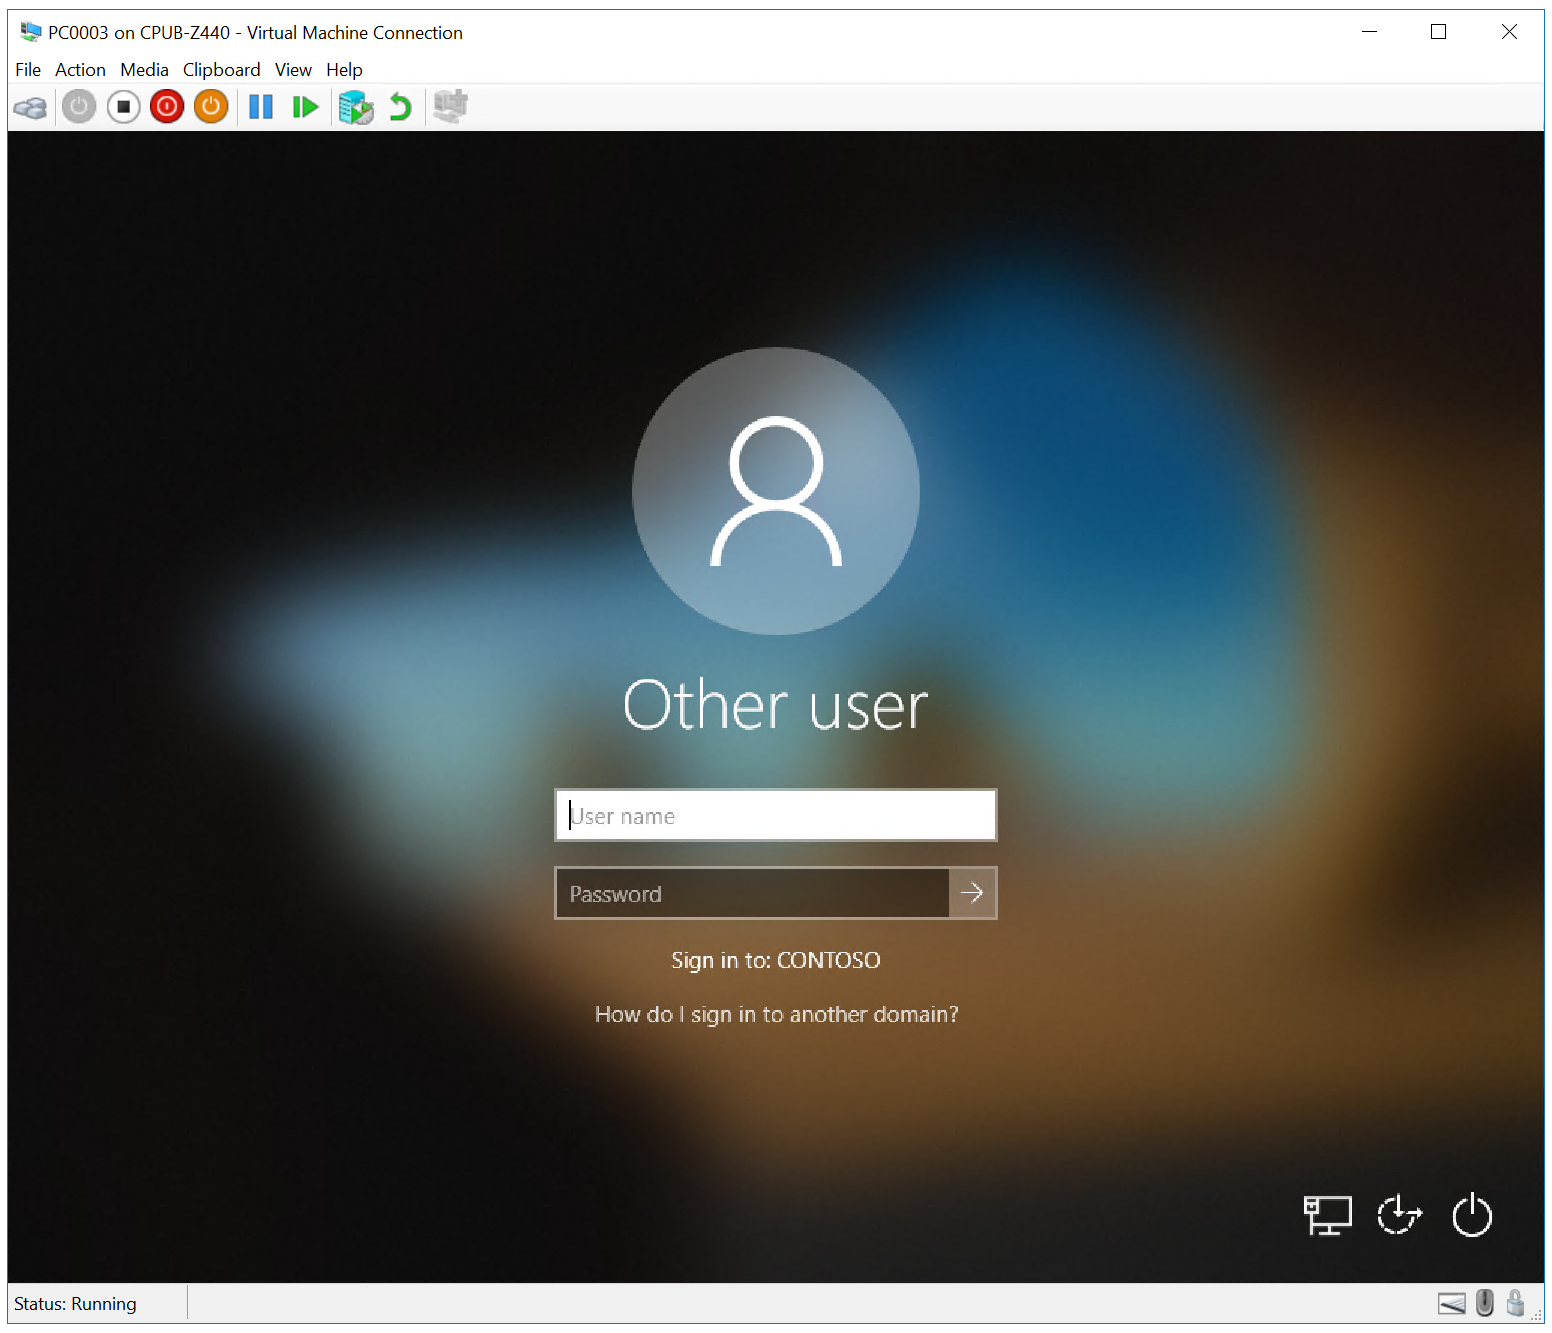 PC0003 on CPUB-Z440 - Virtual Machine Connection
File Action Media Clipboard View Help
Other user
User name
Password
Sign in to: CONTOSO
How do I sign in to another domain?
Status: Running